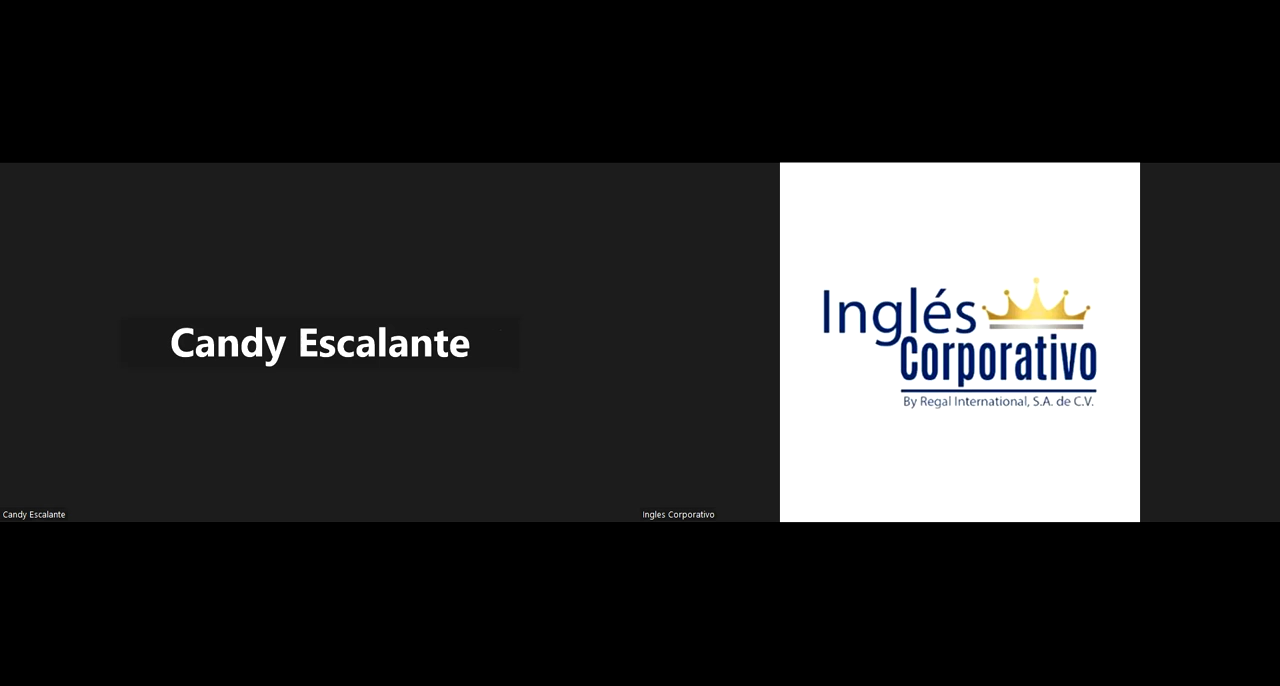 Candy Escalante
Candy Escalante
Inglés
Corporativo
By Regal International, S.A. de C.V.
Ingles Corporativo